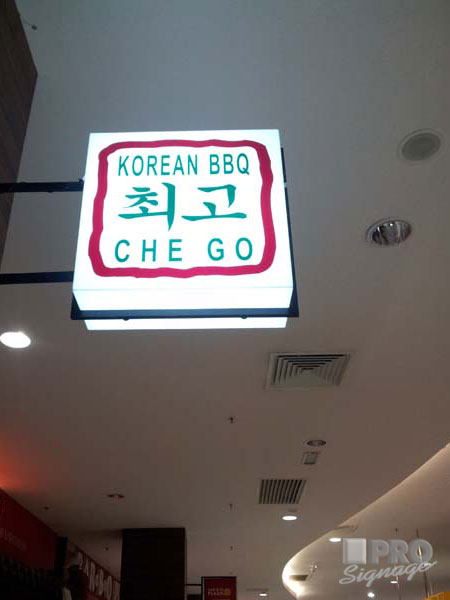 KOREAN BBQ
최고
CHE GO
PRO
Signage